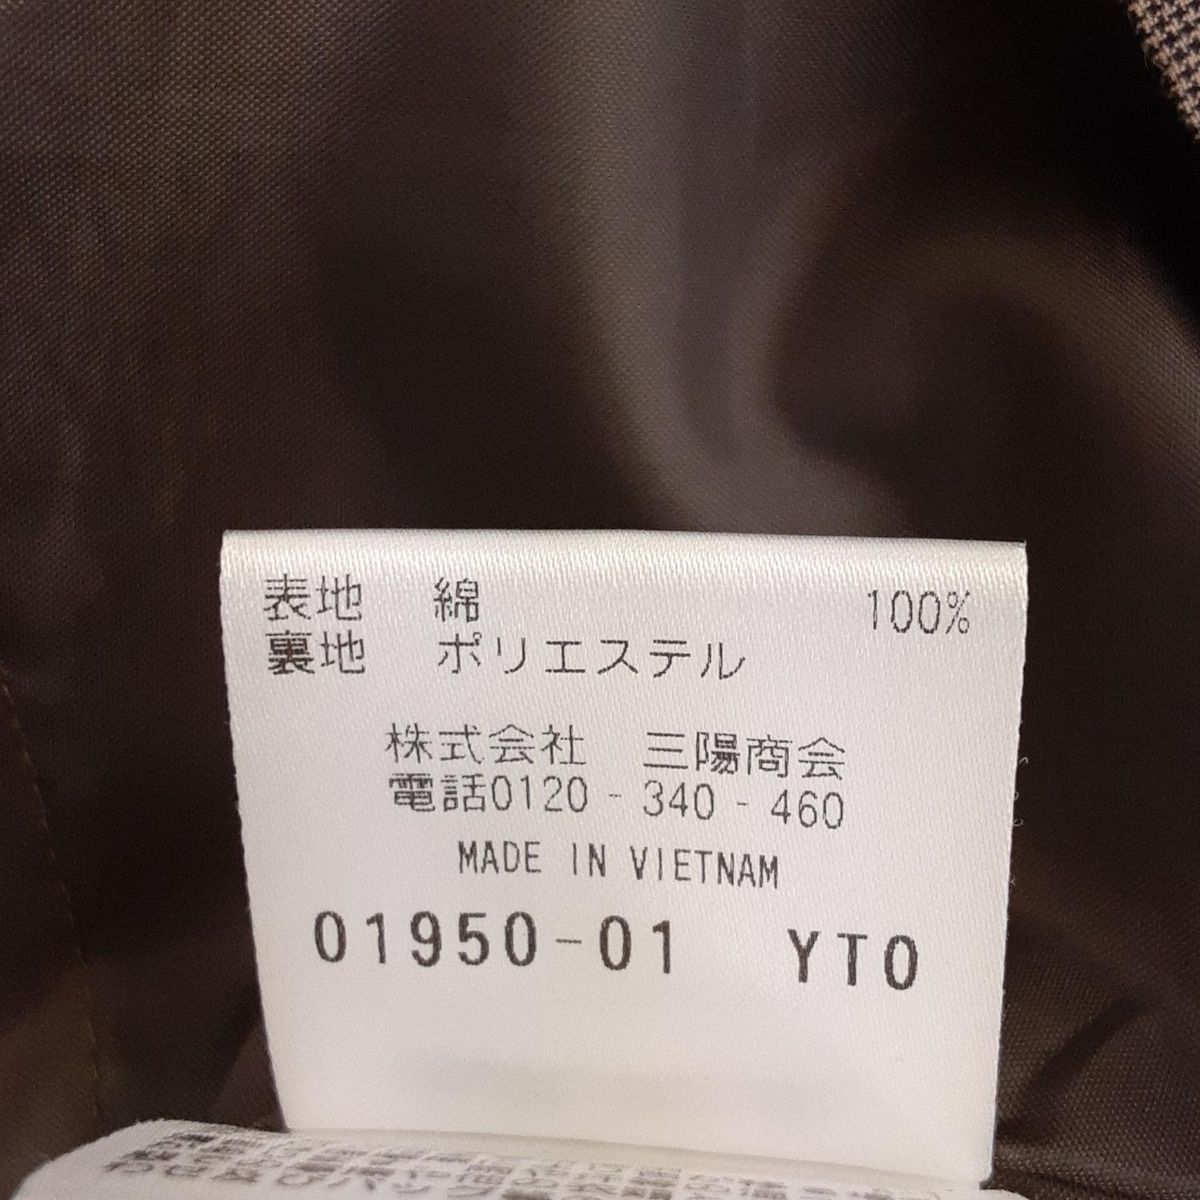 表地 綿 100%
裏地 ポリエステル
株式会社 三陽商会
電話0120-340-460
MADE IN VIETNAM
01950-01 YTO